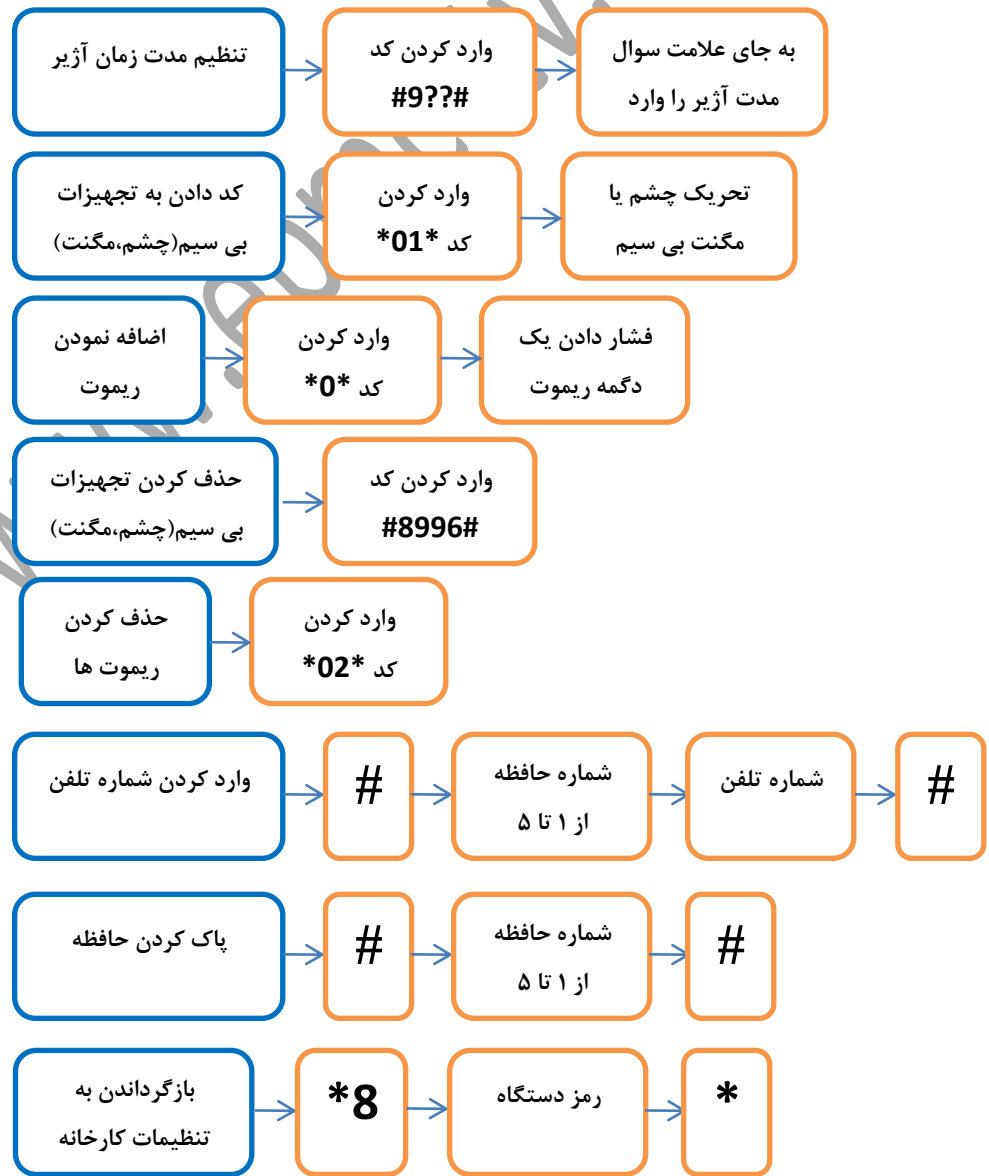 تنظیم مدت زمان آژیر
وارد کردن کد
#9??#
به جای علامت سوال
مدت آژیر را وارد
کد دادن به تجهیزات
بی سیم(چشم،مگنت)
وارد کردن
کد *01*
تحریک چشم یا
مگنت بی سیم
اضافه نمودن
ریموت
وارد کردن
کد *0*
فشار دادن یک
دگمه ریموت
حذف کردن تجهیزات
بی سیم(چشم،مگنت)
وارد کردن کد
#8996#
حذف کردن
ریموت ها
وارد کردن
کد *02*
وارد کردن شماره تلفن
#
شماره حافظه
از ۱ تا ۵
شماره تلفن
#
پاک کردن حافظه
#
شماره حافظه
از ۱ تا ۵
#
بازگرداندن به
تنظیمات کارخانه
*8
رمز دستگاه
*